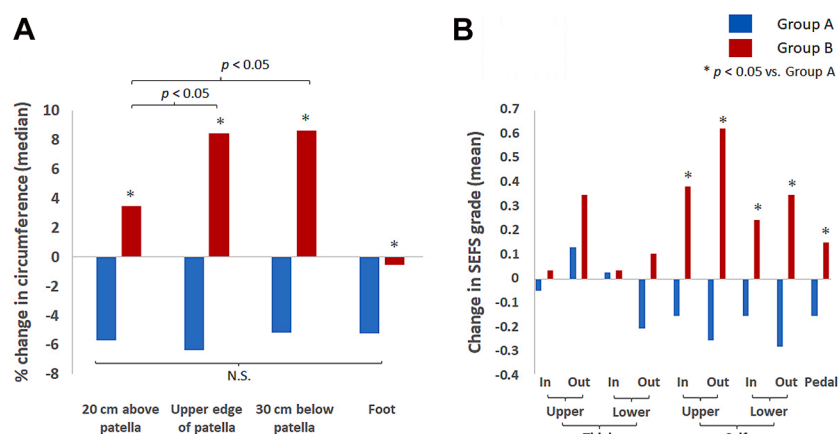 A
% change in circumference (median)
p < 0.05
p < 0.05
10
8
6
4
2
0
-2
-4
-6
-8
*
*
*
*
N.S.
20 cm above
patella
Upper edge
of patella
30 cm below
patella
Foot
B
Group A
Group B
* p < 0.05 vs. Group A
Change in SEFS grade (mean)
0.7
0.6
0.5
0.4
0.3
0.2
0.1
0
-0.1
-0.2
-0.3
-0.4
*
*
*
*
*
In Out In Out In Out In Out Pedal
Upper Lower Upper Lower